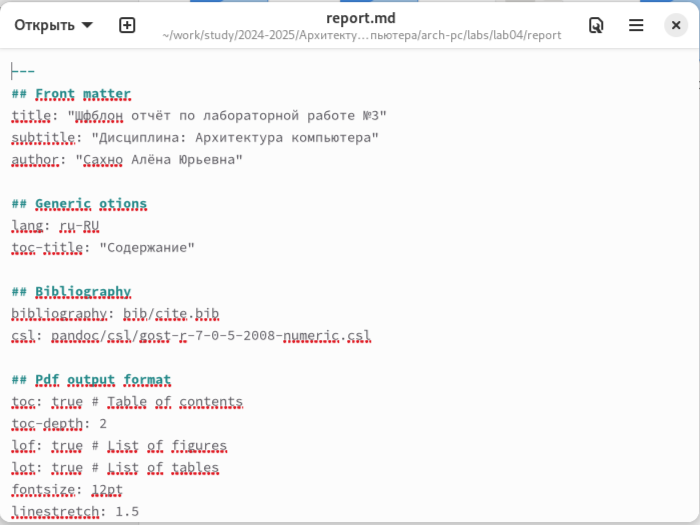 Открыть
report.md
~/work/study/2024-2025/Архитекту…пьютера/arch-pc/labs/lab04/report
---
## Front matter
title: "Шфблон отчёт по лабораторной работе №3"
subtitle: "Дисциплина: Архитектура компьютера"
author: "Сахно Алёна Юрьевна"
## Generic otions
lang: ru-RU
toc-title: "Содержание"
## Bibliography
bibliography: bib/cite.bib
csl: pandoc/csl/gost-r-7-0-5-2008-numeric.csl
## Pdf output format
toc: true # Table of contents
toc-depth: 2
lof: true # List of figures
lot: true # List of tables
fontsize: 12pt
linestretch: 1.5